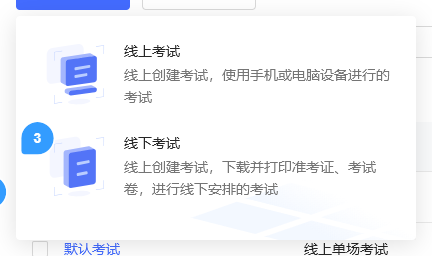 线上考试
线上创建考试，使用手机或电脑设备进行的
考试
3
线下考试
线上创建考试，下载并打印准考证、考试
卷，进行线下安排的考试
默认考试 线上单场考试